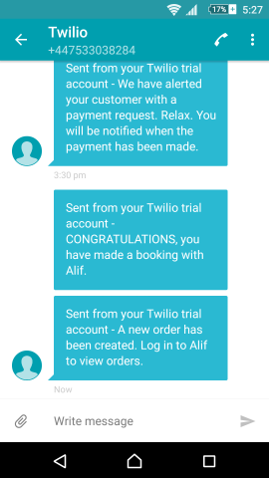 17% 5:27
Twilio
+447533038284
Sent from your Twilio trial
account - We have alerted
your customer with a
payment request. Relax. You
will be notified when the
payment has been made.
3:30 pm
Sent from your Twilio trial
account -
CONGRATULATIONS, you
have made a booking with
Alif.
Sent from your Twilio trial
account - A new order has
been created. Log in to Alif
to view orders.
Now
Write message